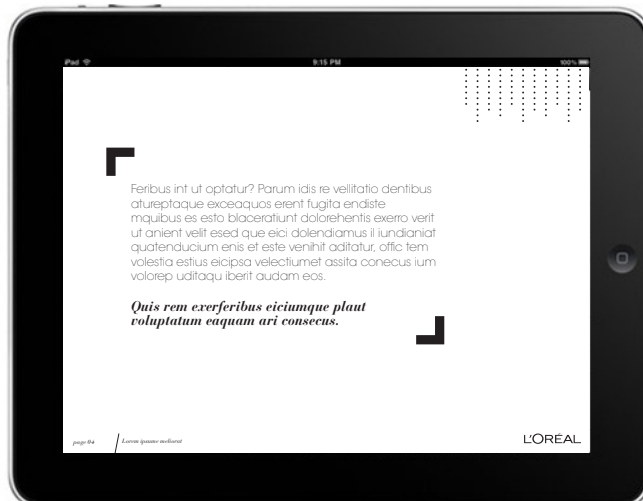 iPad
9:15 PM
100%
Feribus int ut optatur? Parum idis re vellitatio dentibus
atureptaque exceaquos erent fugita endiste
mquibus es esto blaceratiunt dolorehentis exerro verit
ut anient velit esed que eici dolendiamus il iundianiat
quatenducium enis et este venihit aditatur, offic tem
volestia estius eicipsa velectiumet assita conecus ium
volorep uditaqu iberit audam eos.
Quis rem exerferibus eiciumque plaut
voluptatum eaquam ari consecus.
page 04
Lorem ipsume meliorat
L'ORÉAL